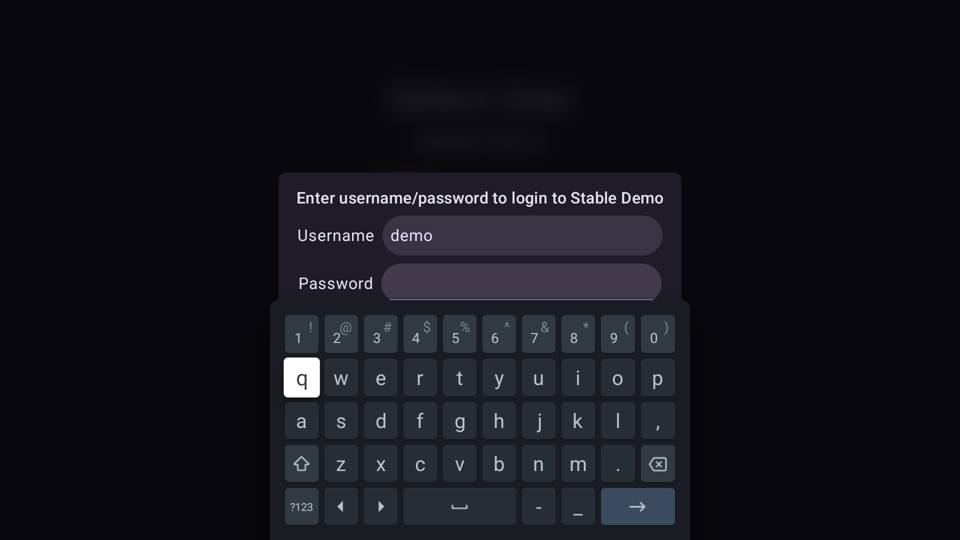 Enter username/password to login to Stable Demo
Username demo
Password
1 ! 2 @ 3 # 4 $ 5 % 6 ^ 7 & 8 * 9 ( 0 )
q w e r t y u i o p
a s d f g h j k l ,
z x c v b n m .
?123 - _